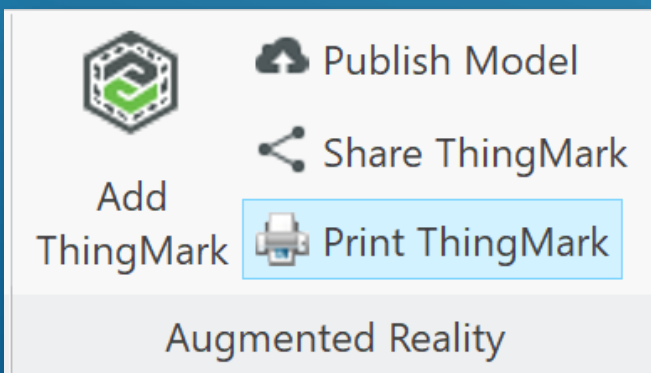 Add
ThingMark
Publish Model
Share ThingMark
Print ThingMark
Augmented Reality